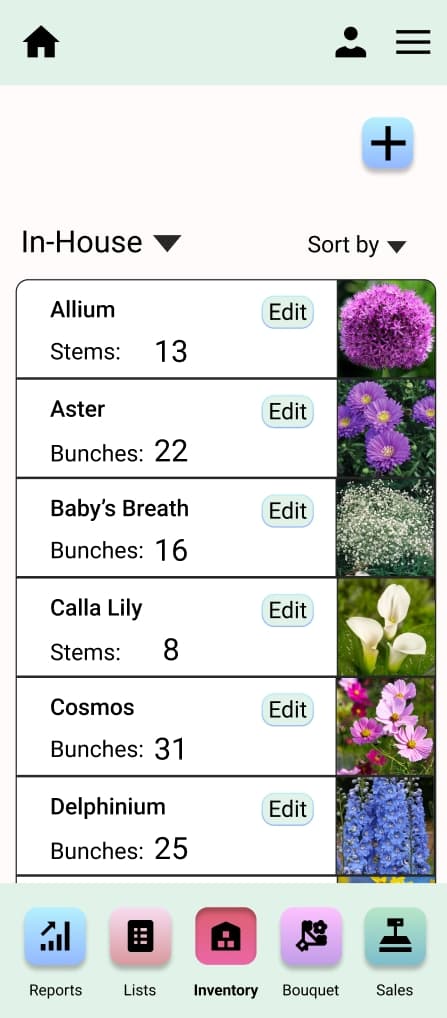 In-House
Sort by
Allium
Edit
Stems: 13
Aster
Edit
Bunches: 22
Baby’s Breath
Edit
Bunches: 16
Calla Lily
Edit
Stems: 8
Cosmos
Edit
Bunches: 31
Delphinium
Edit
Bunches: 25
Reports Lists Inventory Bouquet Sales